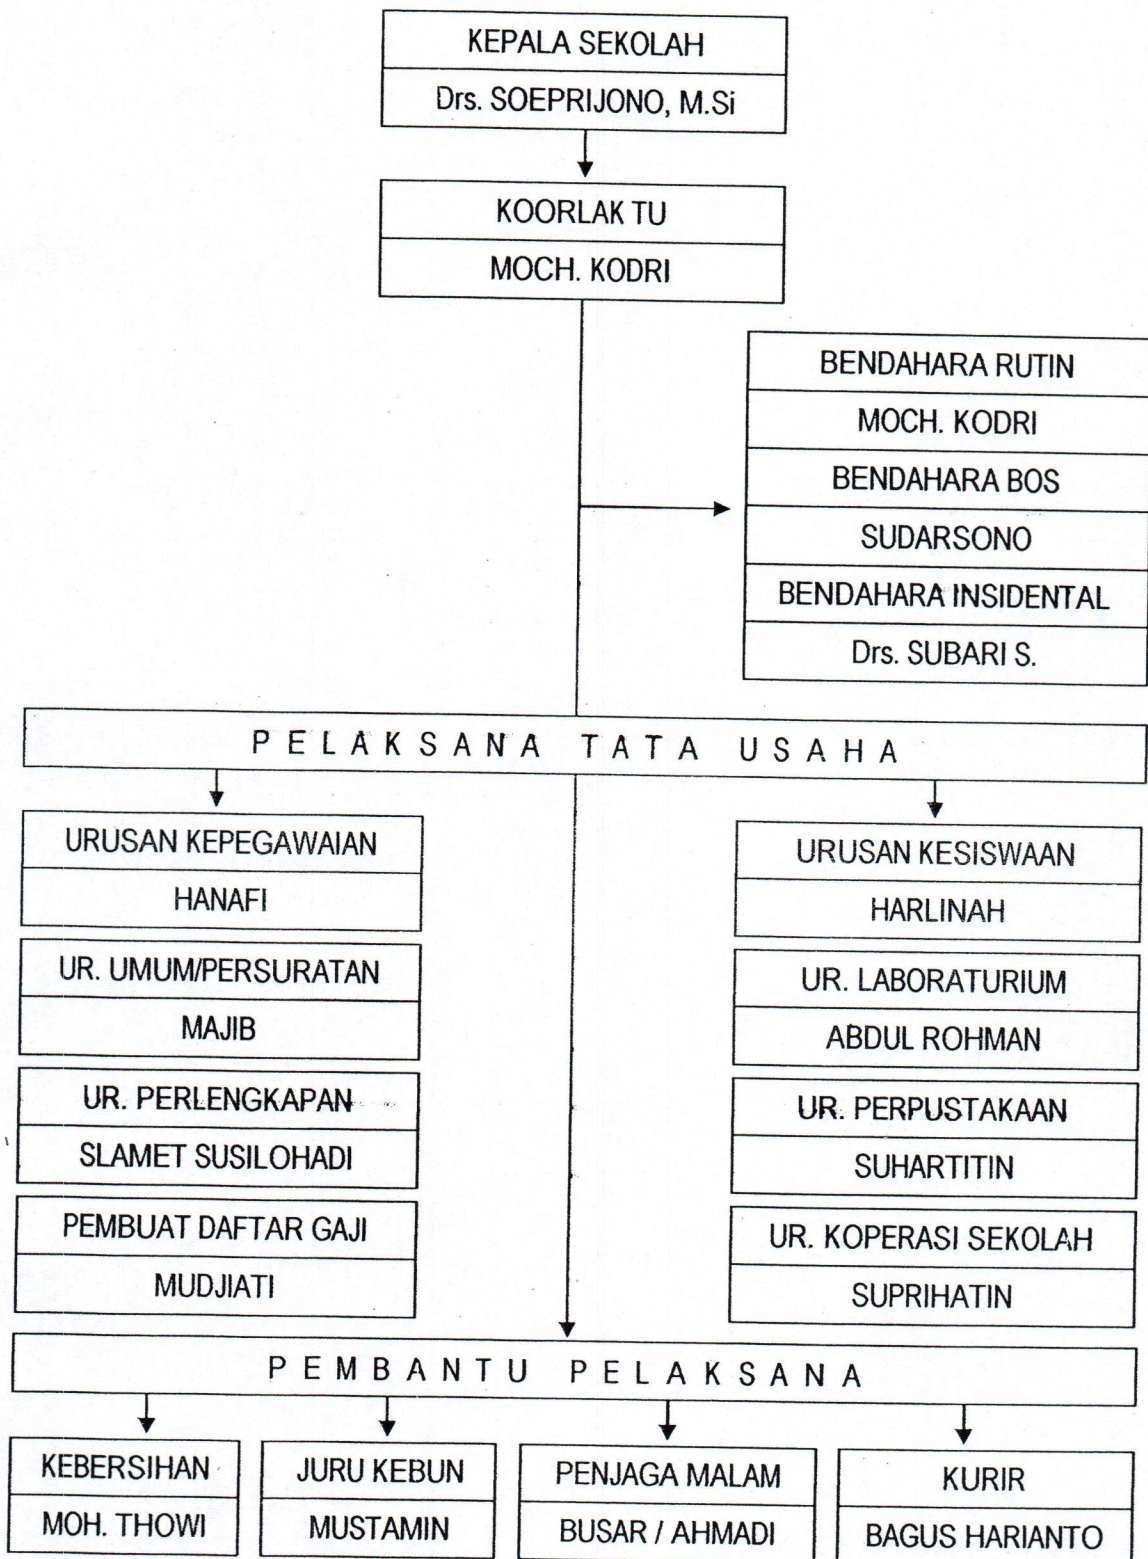 KEPALA SEKOLAH
Drs. SOEPRIJONO, M.Si
KOORLAK TU
MOCH. KODRI
BENDAHARA RUTIN
MOCH. KODRI
BENDAHARA BOS
SUDARSONO
BENDAHARA INSIDENTAL
Drs. SUBARI S.
PELAKSANA TATA USAHA
URUSAN KEPEGAWAIAN
HANAFI
UR. UMUM/PERSURATAN
MAJIB
UR. PERLENGKAPAN
SLAMET SUSILOHADI
PEMBUAT DAFTAR GAJI
MUDJIATI
URUSAN KESISWAAN
HARLINAH
UR. LABORATURIUM
ABDUL ROHMAN
UR. PERPUSTAKAAN
SUHARTITIN
UR. KOPERASI SEKOLAH
SUPRIHATIN
PEMBANTU PELAKSANA
KEBERSIHAN
MOH. THOWI
JURU KEBUN
MUSTAMIN
PENJAGA MALAM
BUSAR / AHMADI
KURIR
BAGUS HARIANTO